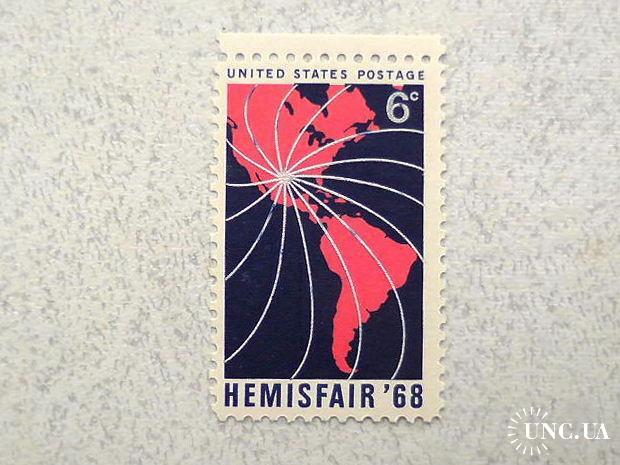 UNITED STATES POSTAGE
6c
HEMISFAIR '68
UNC.UA